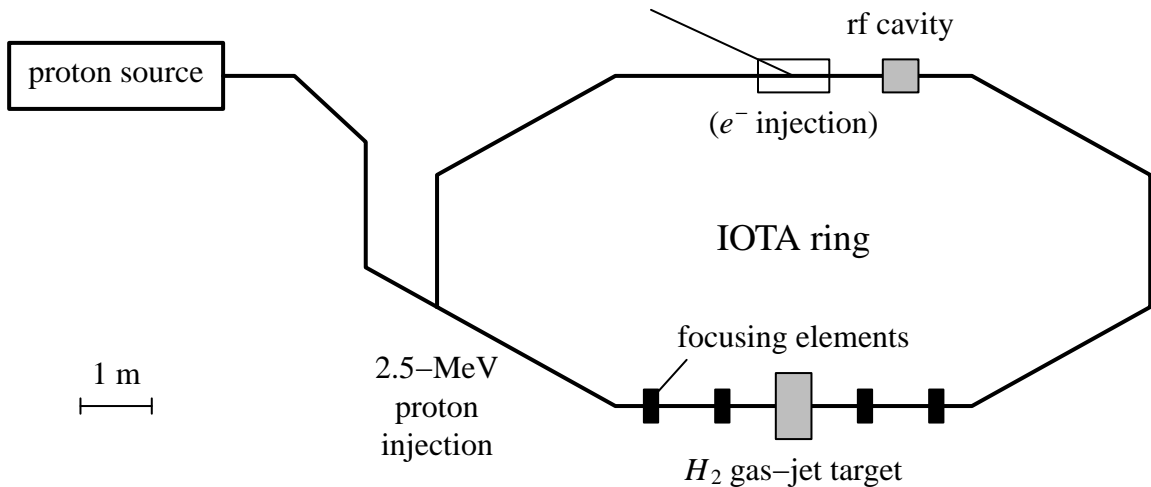 rf cavity
proton source
(e⁻ injection)
IOTA ring
focusing elements
1 m
2.5−MeV
proton
injection
H₂ gas−jet target